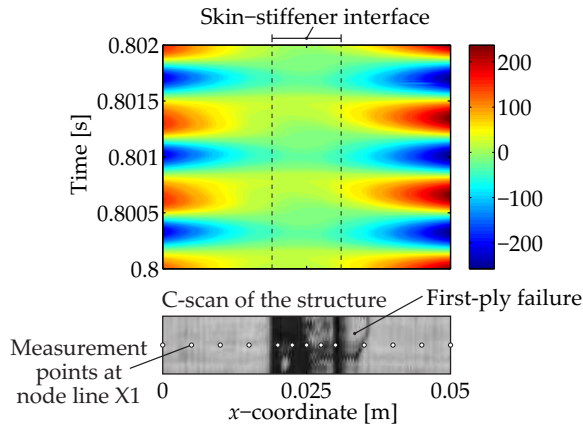 Skin−stiffener interface
0.802
0.8015
0.801
0.8005
0.8
Time [s]
200
100
0
−100
−200
C-scan of the structure
First-ply failure
Measurement
points at
node line X1
0 0.025 0.05
x−coordinate [m]